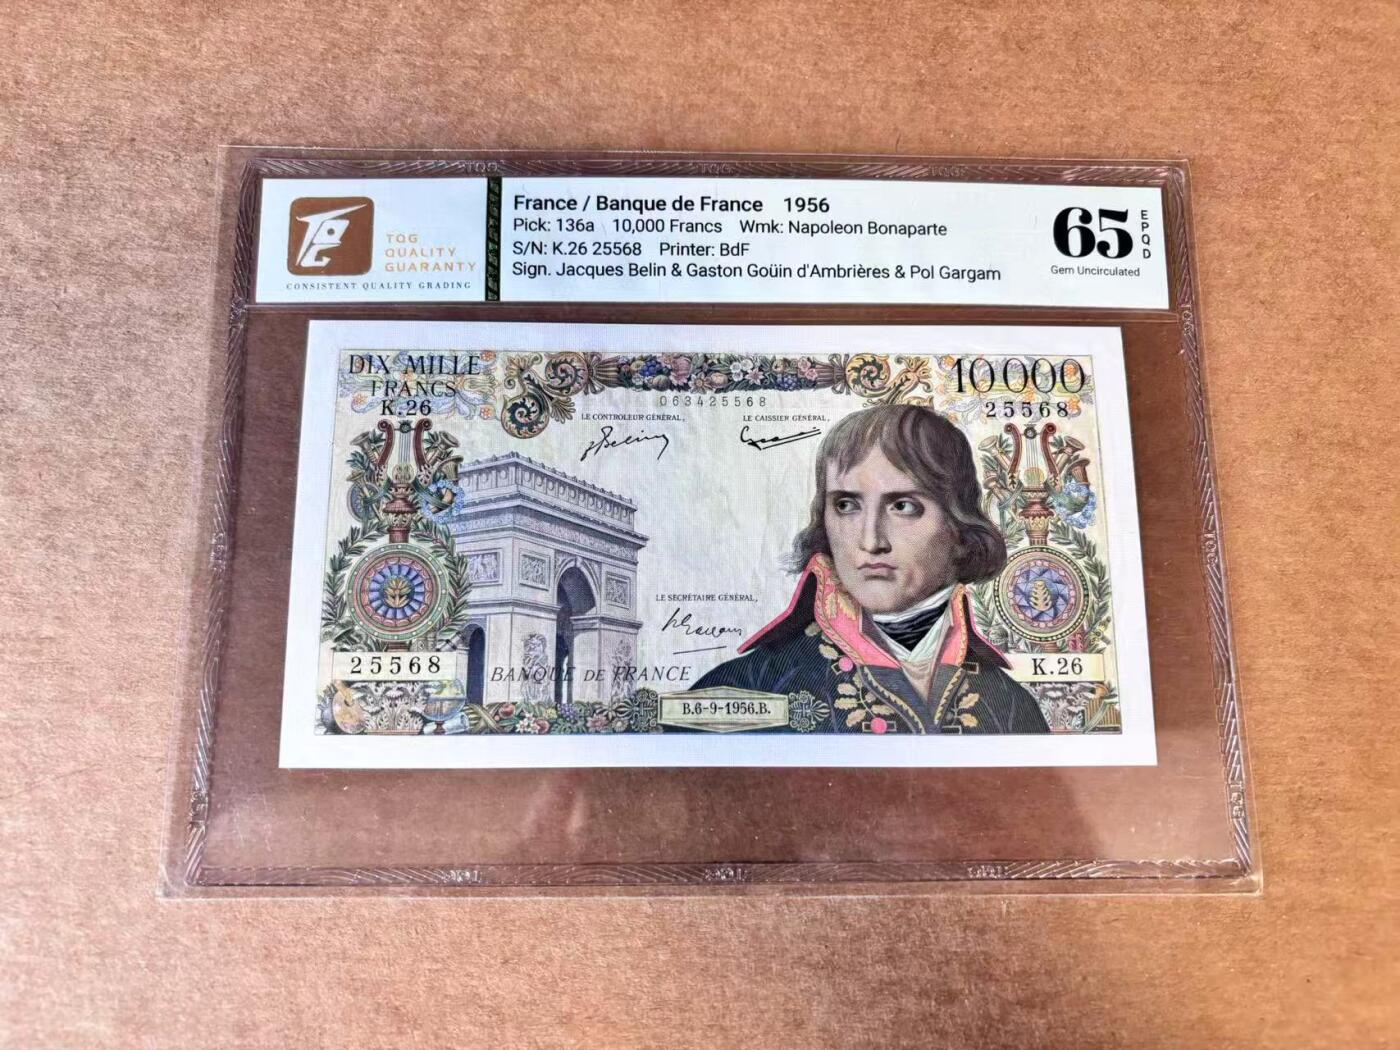 TQG
QUALITY
GUARANTY
CONSISTENT QUALITY GRADING
France / Banque de France 1956
Pick: 136a 10,000 Francs Wmk: Napoleon Bonaparte
S/N: K.26 25568 Printer: BdF
Sign. Jacques Belin & Gaston Goüin d'Ambrières & Pol Gargam
65
EPQD
Gem Uncirculated
DIX MILLE
FRANCS
K.26
063425568
10000
25568
LE CONTROLEUR GÉNÉRAL,
LE CAISSIER GÉNÉRAL,
LE SECRÉTAIRE GÉNÉRAL,
25568
BANQUE DE FRANCE
K.26
B.6-9-1956.B.